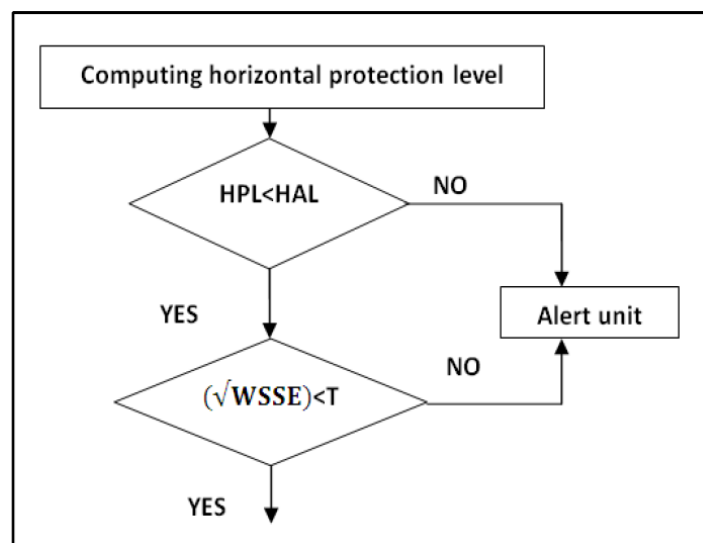 Computing horizontal protection level
HPL<HAL
NO
YES
Alert unit
(√WSSE)<T
NO
YES